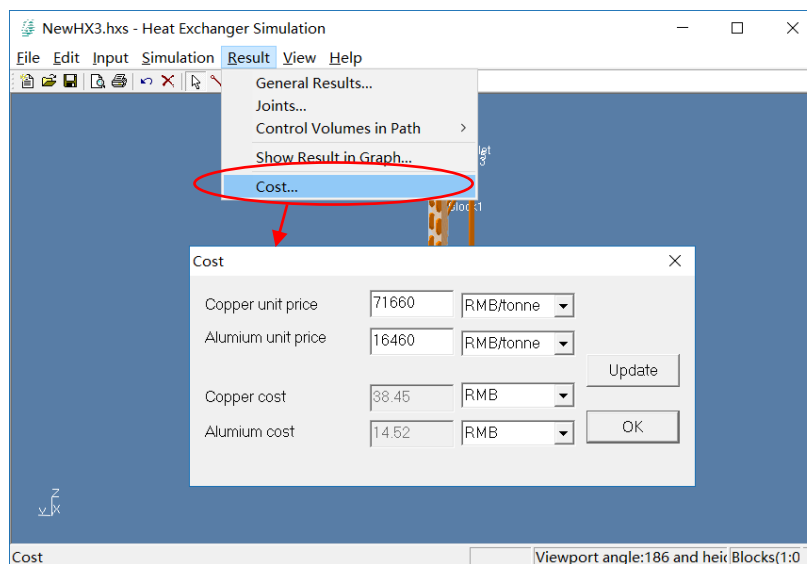 NewHX3.hxs - Heat Exchanger Simulation
File Edit Input Simulation Result View Help
General Results...
Joints...
Control Volumes in Path
Show Result in Graph...
Cost...
Block1
Cost
Copper unit price 71660 RMB/tonne
Alumium unit price 16460 RMB/tonne
Update
Copper cost 38.45 RMB
Alumium cost 14.52 RMB
OK
Z
y X
Cost Viewport angle:186 and heic Blocks(1:0